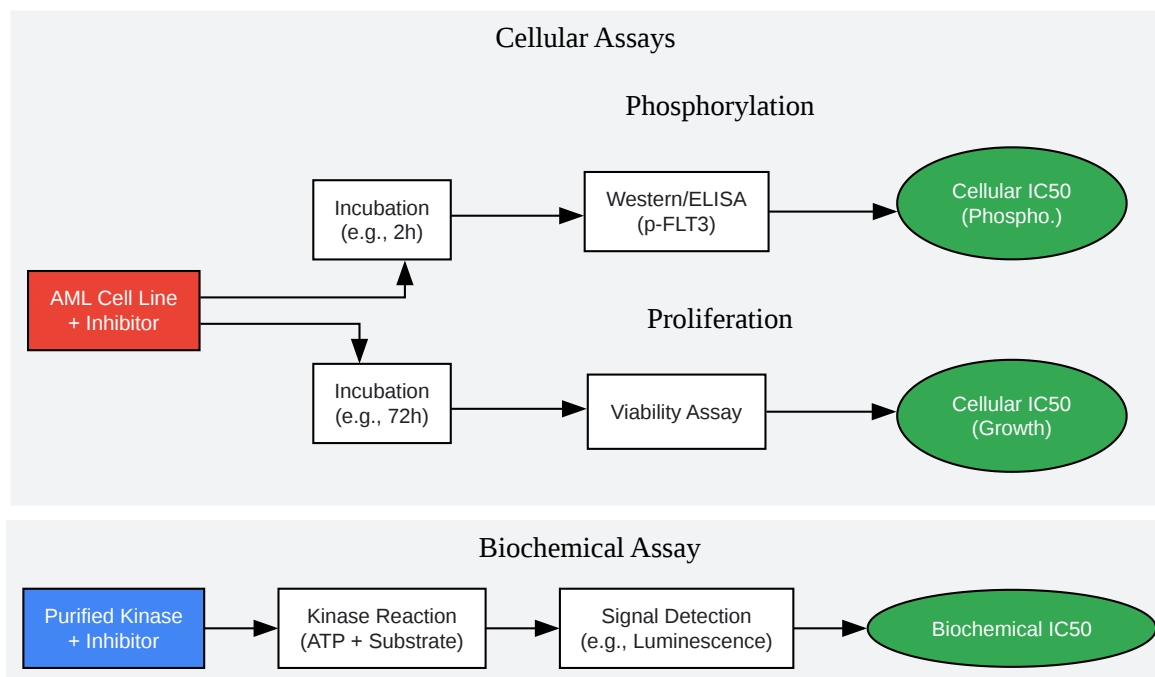 Cellular Assays
Phosphorylation
Incubation
(e.g., 2h)
Western/ELISA
(p-FLT3)
Cellular IC50
(Phospho.)
AML Cell Line
+ Inhibitor
Proliferation
Incubation
(e.g., 72h)
Viability Assay
Cellular IC50
(Growth)
Biochemical Assay
Purified Kinase
+ Inhibitor
Kinase Reaction
(ATP + Substrate)
Signal Detection
(e.g., Luminescence)
Biochemical IC50